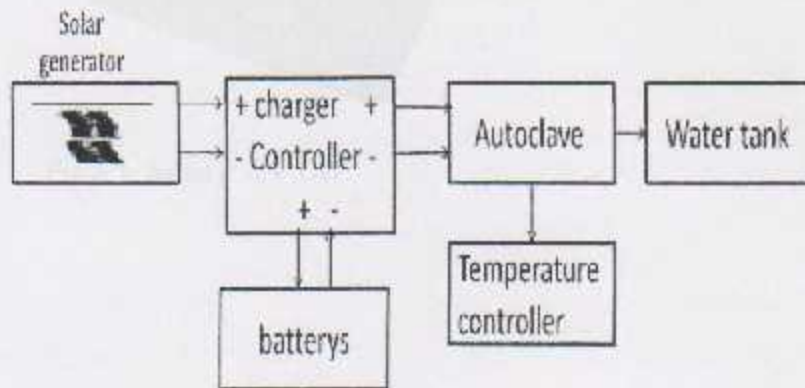 Solar
generator
+ charger +
- Controller -
+ -
Autoclave
Water tank
Temperature
controller
batterys